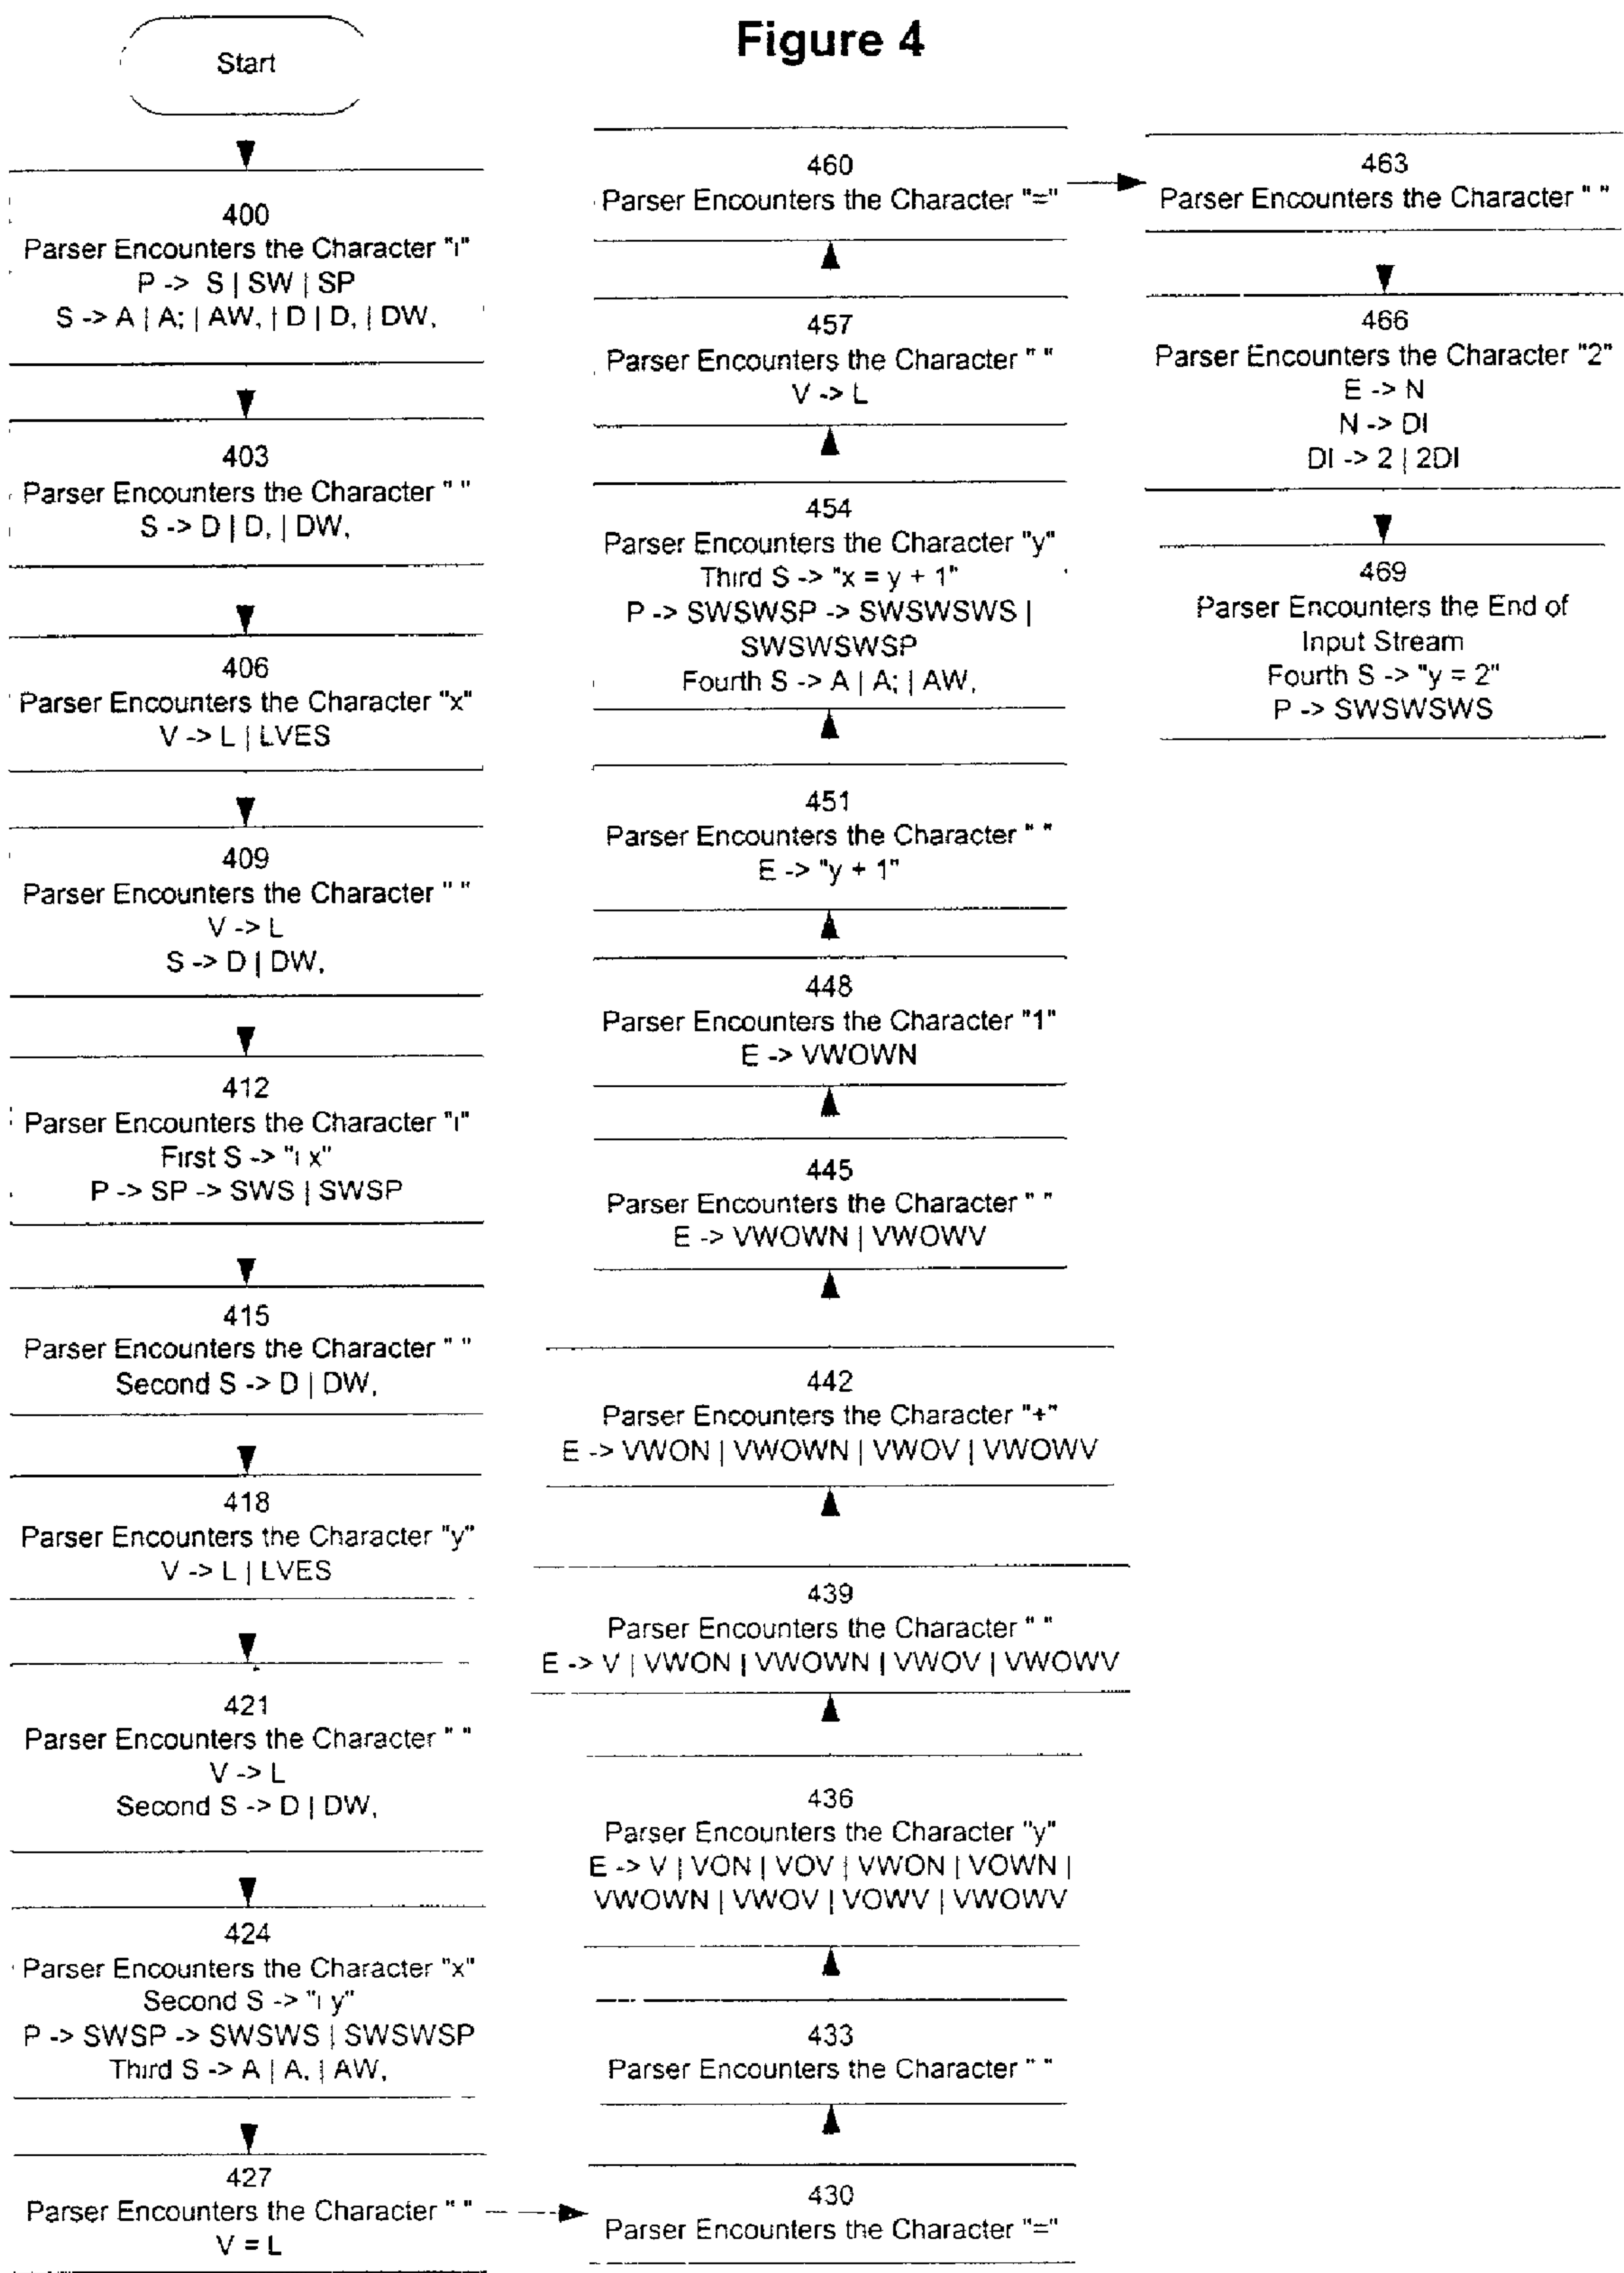 Figure 4
Start
400
Parser Encounters the Character "i"
P -> S | SW | SP
S -> A | A; | AW, | D | D, | DW,
403
Parser Encounters the Character " "
S -> D | D, | DW,
406
Parser Encounters the Character "x"
V -> L | LVES
409
Parser Encounters the Character " "
V -> L
S -> D | DW,
412
Parser Encounters the Character "i"
First S -> "i x"
P -> SP -> SWS | SWSP
415
Parser Encounters the Character " "
Second S -> D | DW,
418
Parser Encounters the Character "y"
V -> L | LVES
421
Parser Encounters the Character " "
V -> L
Second S -> D | DW,
424
Parser Encounters the Character "x"
Second S -> "i y"
P -> SWSP -> SWSWS | SWSWSP
Third S -> A | A, | AW,
427
Parser Encounters the Character " "
V = L
430
Parser Encounters the Character "="
433
Parser Encounters the Character " "
436
Parser Encounters the Character "y"
E -> V | VON | VOV | VWON | VOWN |
VWOWN | VWOV | VOWV | VWOWV
439
Parser Encounters the Character " "
E -> V | VWON | VWOWN | VWOV | VWOWV
442
Parser Encounters the Character "+"
E -> VWON | VWOWN | VWOV | VWOWV
445
Parser Encounters the Character " "
E -> VWOWN | VWOWV
448
Parser Encounters the Character "1"
E -> VWOWN
451
Parser Encounters the Character " "
E -> "y + 1"
454
Parser Encounters the Character "y"
Third S -> "x = y + 1"
P -> SWSWSP -> SWSWSWS |
SWSWSWSP
Fourth S -> A | A; | AW,
457
Parser Encounters the Character " "
V -> L
460
Parser Encounters the Character "="
463
Parser Encounters the Character " "
466
Parser Encounters the Character "2"
E -> N
N -> DI
DI -> 2 | 2DI
469
Parser Encounters the End of
Input Stream
Fourth S -> "y = 2"
P -> SWSWSWS